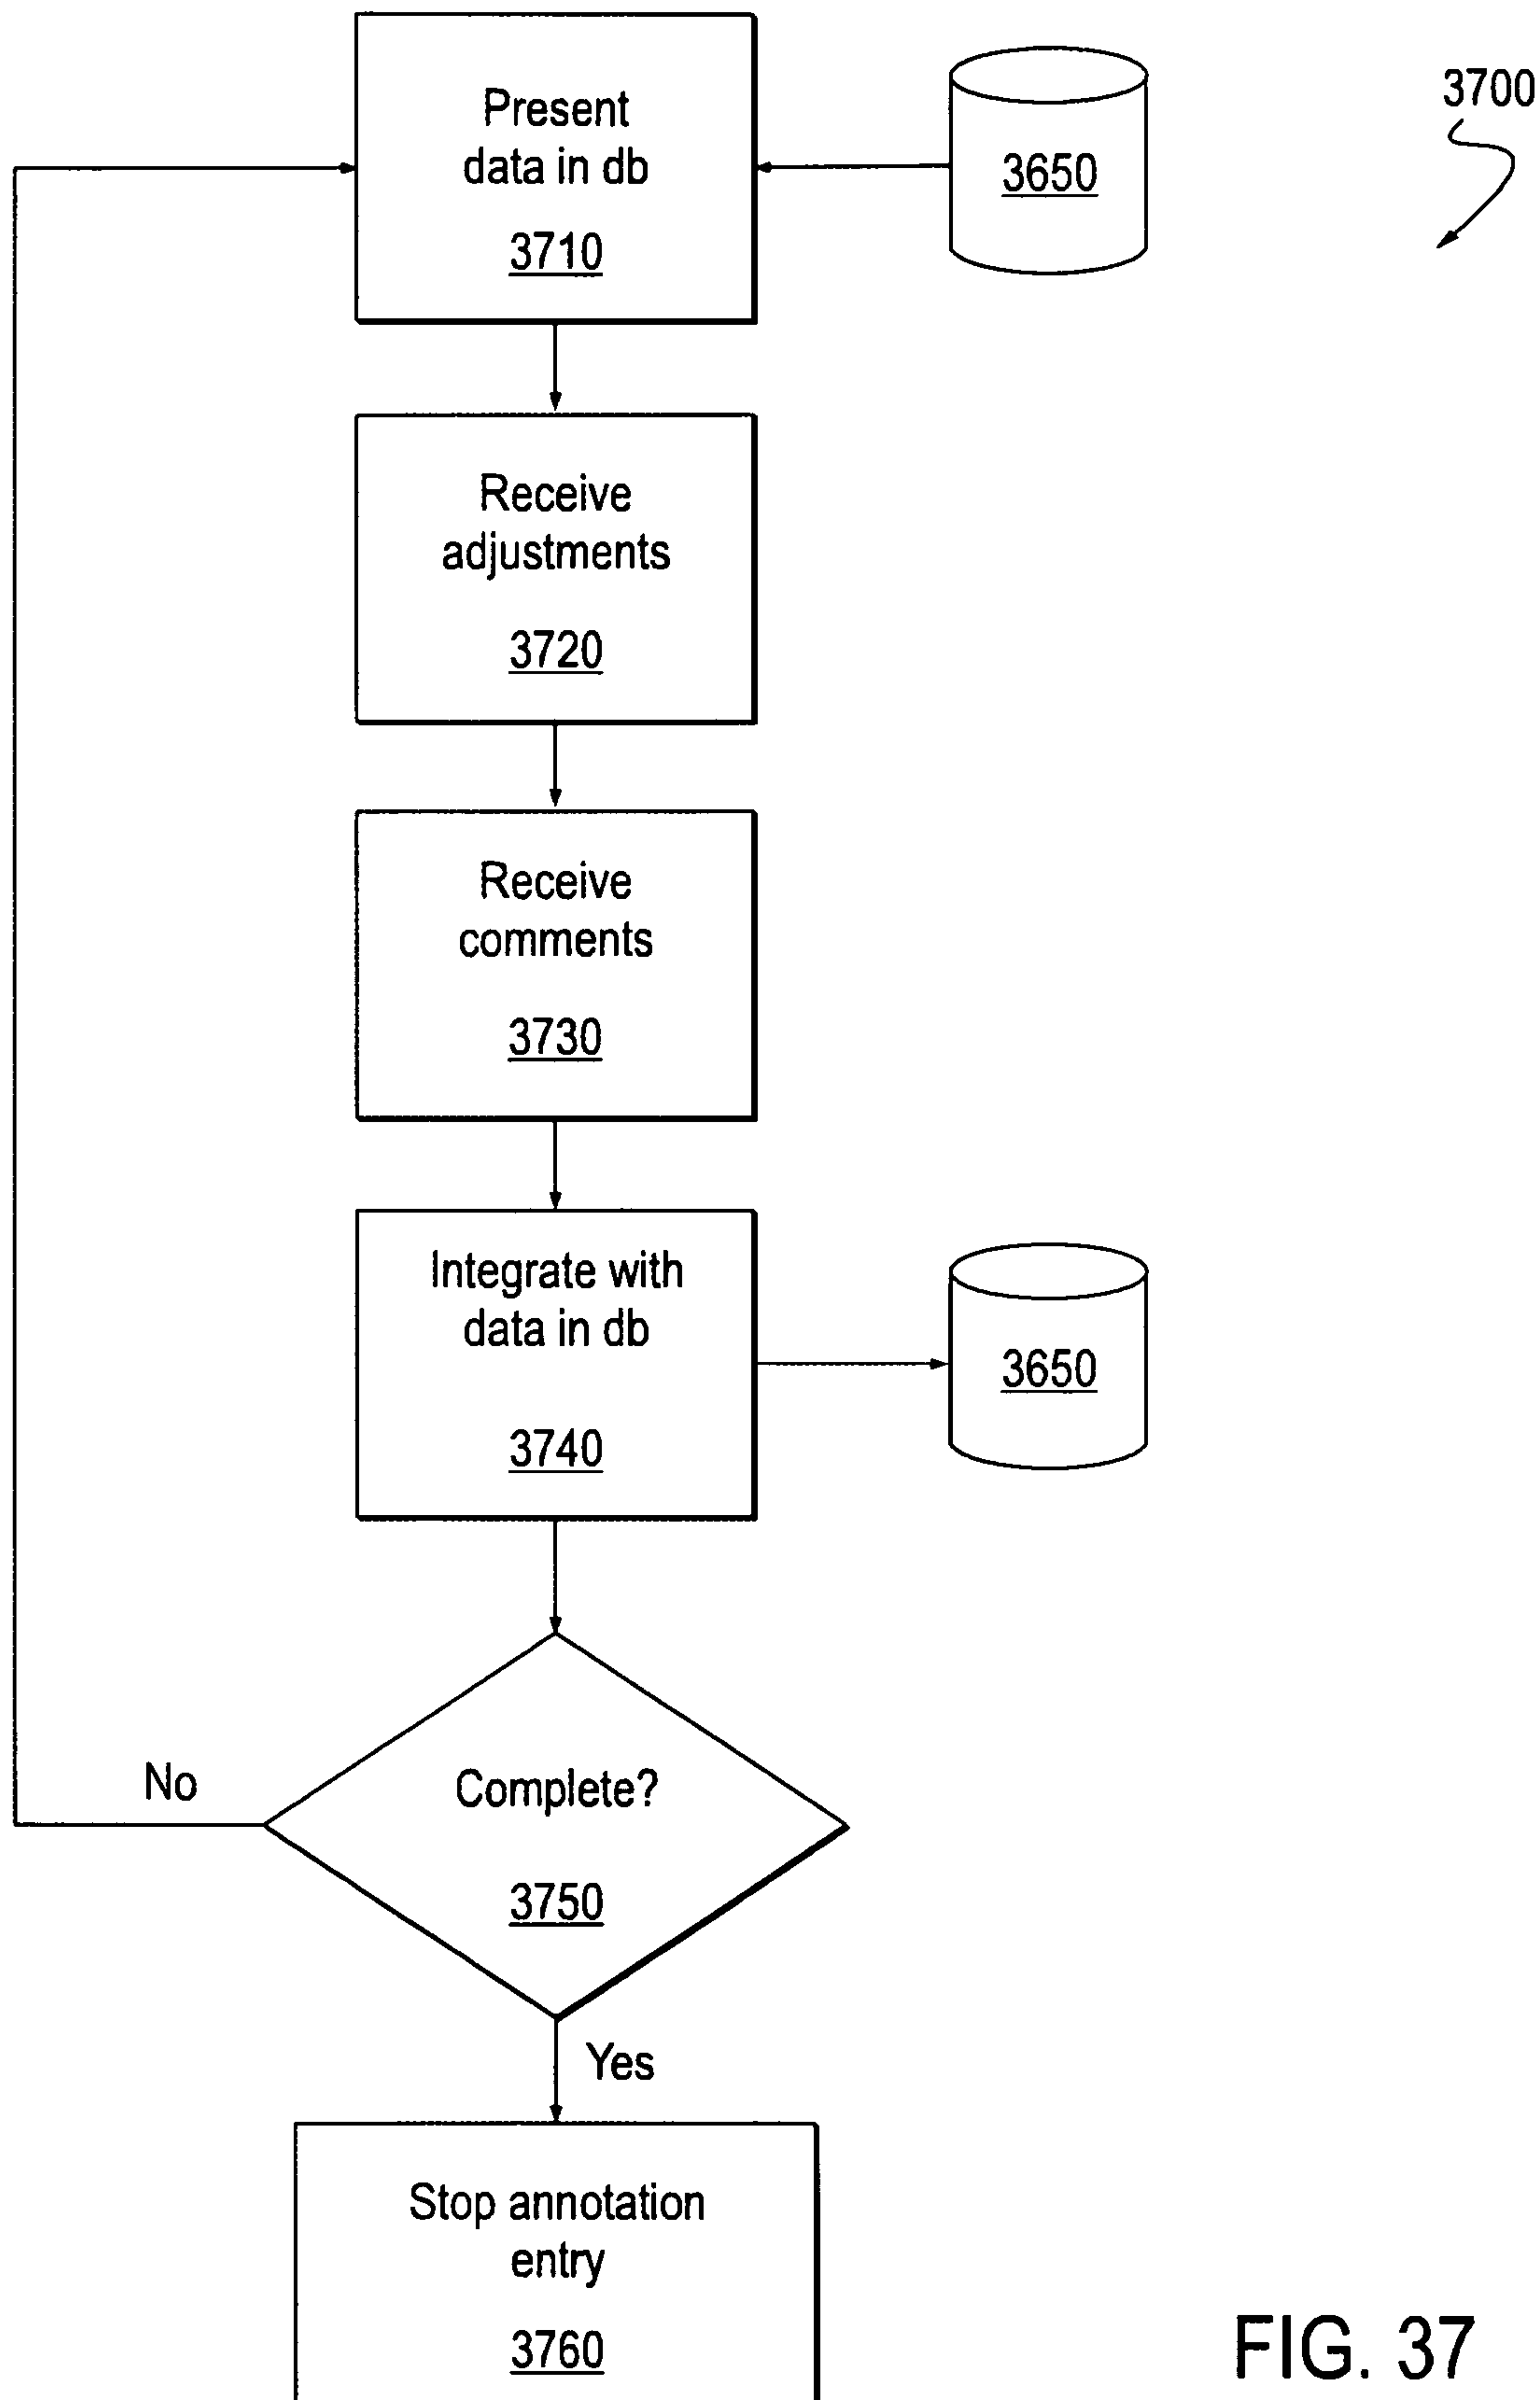 Present
data in db
3710
3650
3700
Receive
adjustments
3720
Receive
comments
3730
Integrate with
data in db
3740
3650
No
Complete?
3750
Yes
Stop annotation
entry
3760
FIG. 37